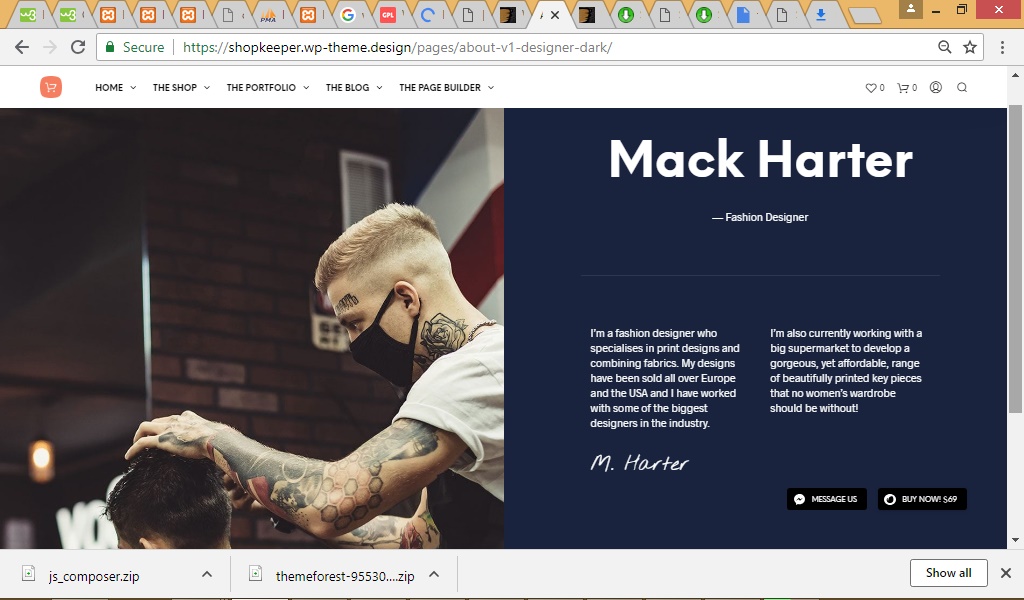 w3
w3
PMA
GPL
Secure
https://shopkeeper.wp-theme.design/pages/about-v1-designer-dark/
HOME THE SHOP THE PORTFOLIO THE BLOG THE PAGE BUILDER 0 0
Mack Harter
— Fashion Designer
I'm a fashion designer who
specialises in print designs and
combining fabrics. My designs
have been sold all over Europe
and the USA and I have worked
with some of the biggest
designers in the industry.
I'm also currently working with a
big supermarket to develop a
gorgeous, yet affordable, range
of beautifully printed key pieces
that no women's wardrobe
should be without!
M. Harter
MESSAGE US BUY NOW! $69
js_composer.zip themeforest-95530....zip Show all